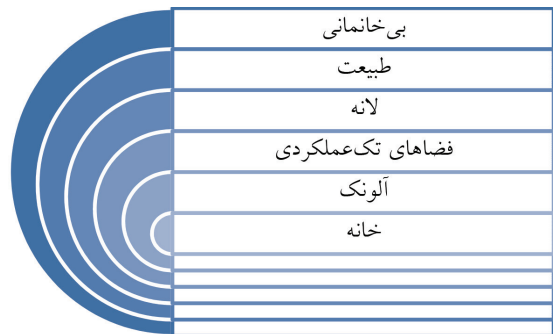 بی‌خانمانی
طبیعت
لانه
فضاهای تک‌عملکردی
آلونک
خانه